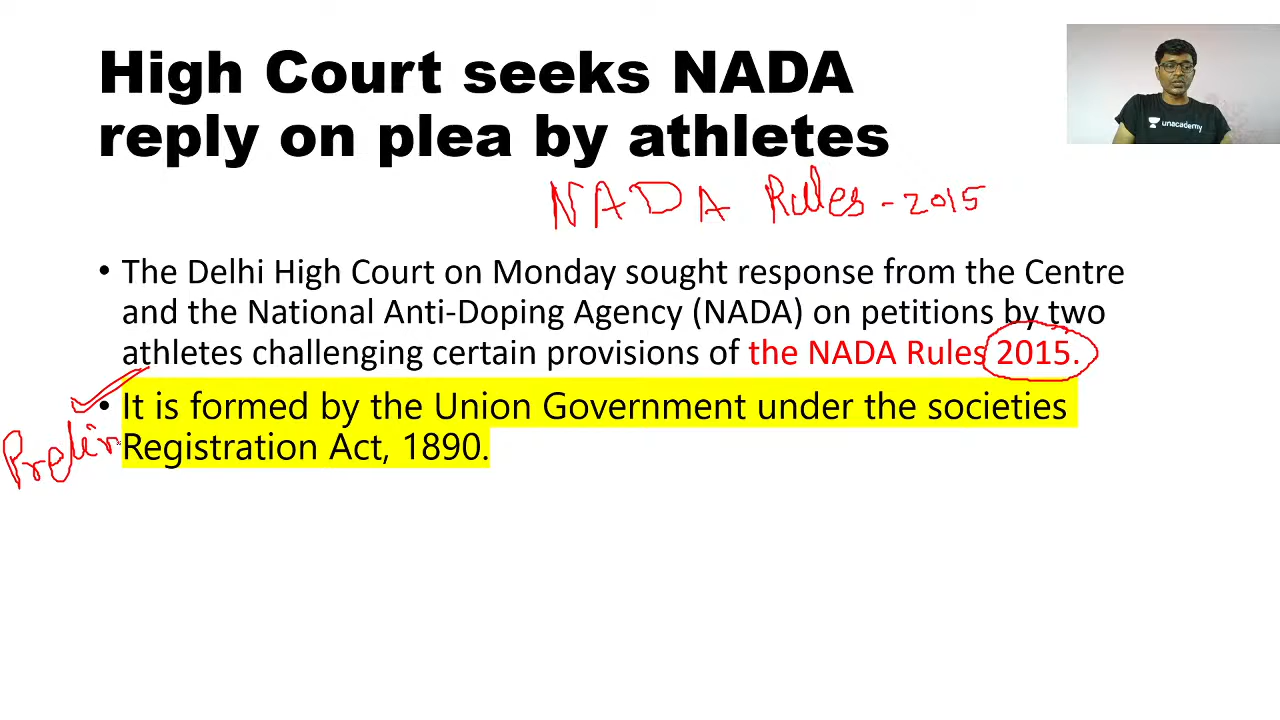 High Court seeks NADA
reply on plea by athletes
unacademy
NADA Rules - 2015
• The Delhi High Court on Monday sought response from the Centre
and the National Anti-Doping Agency (NADA) on petitions by two
athletes challenging certain provisions of the NADA Rules 2015.
• It is formed by the Union Government under the societies
Prelim
Registration Act, 1890.